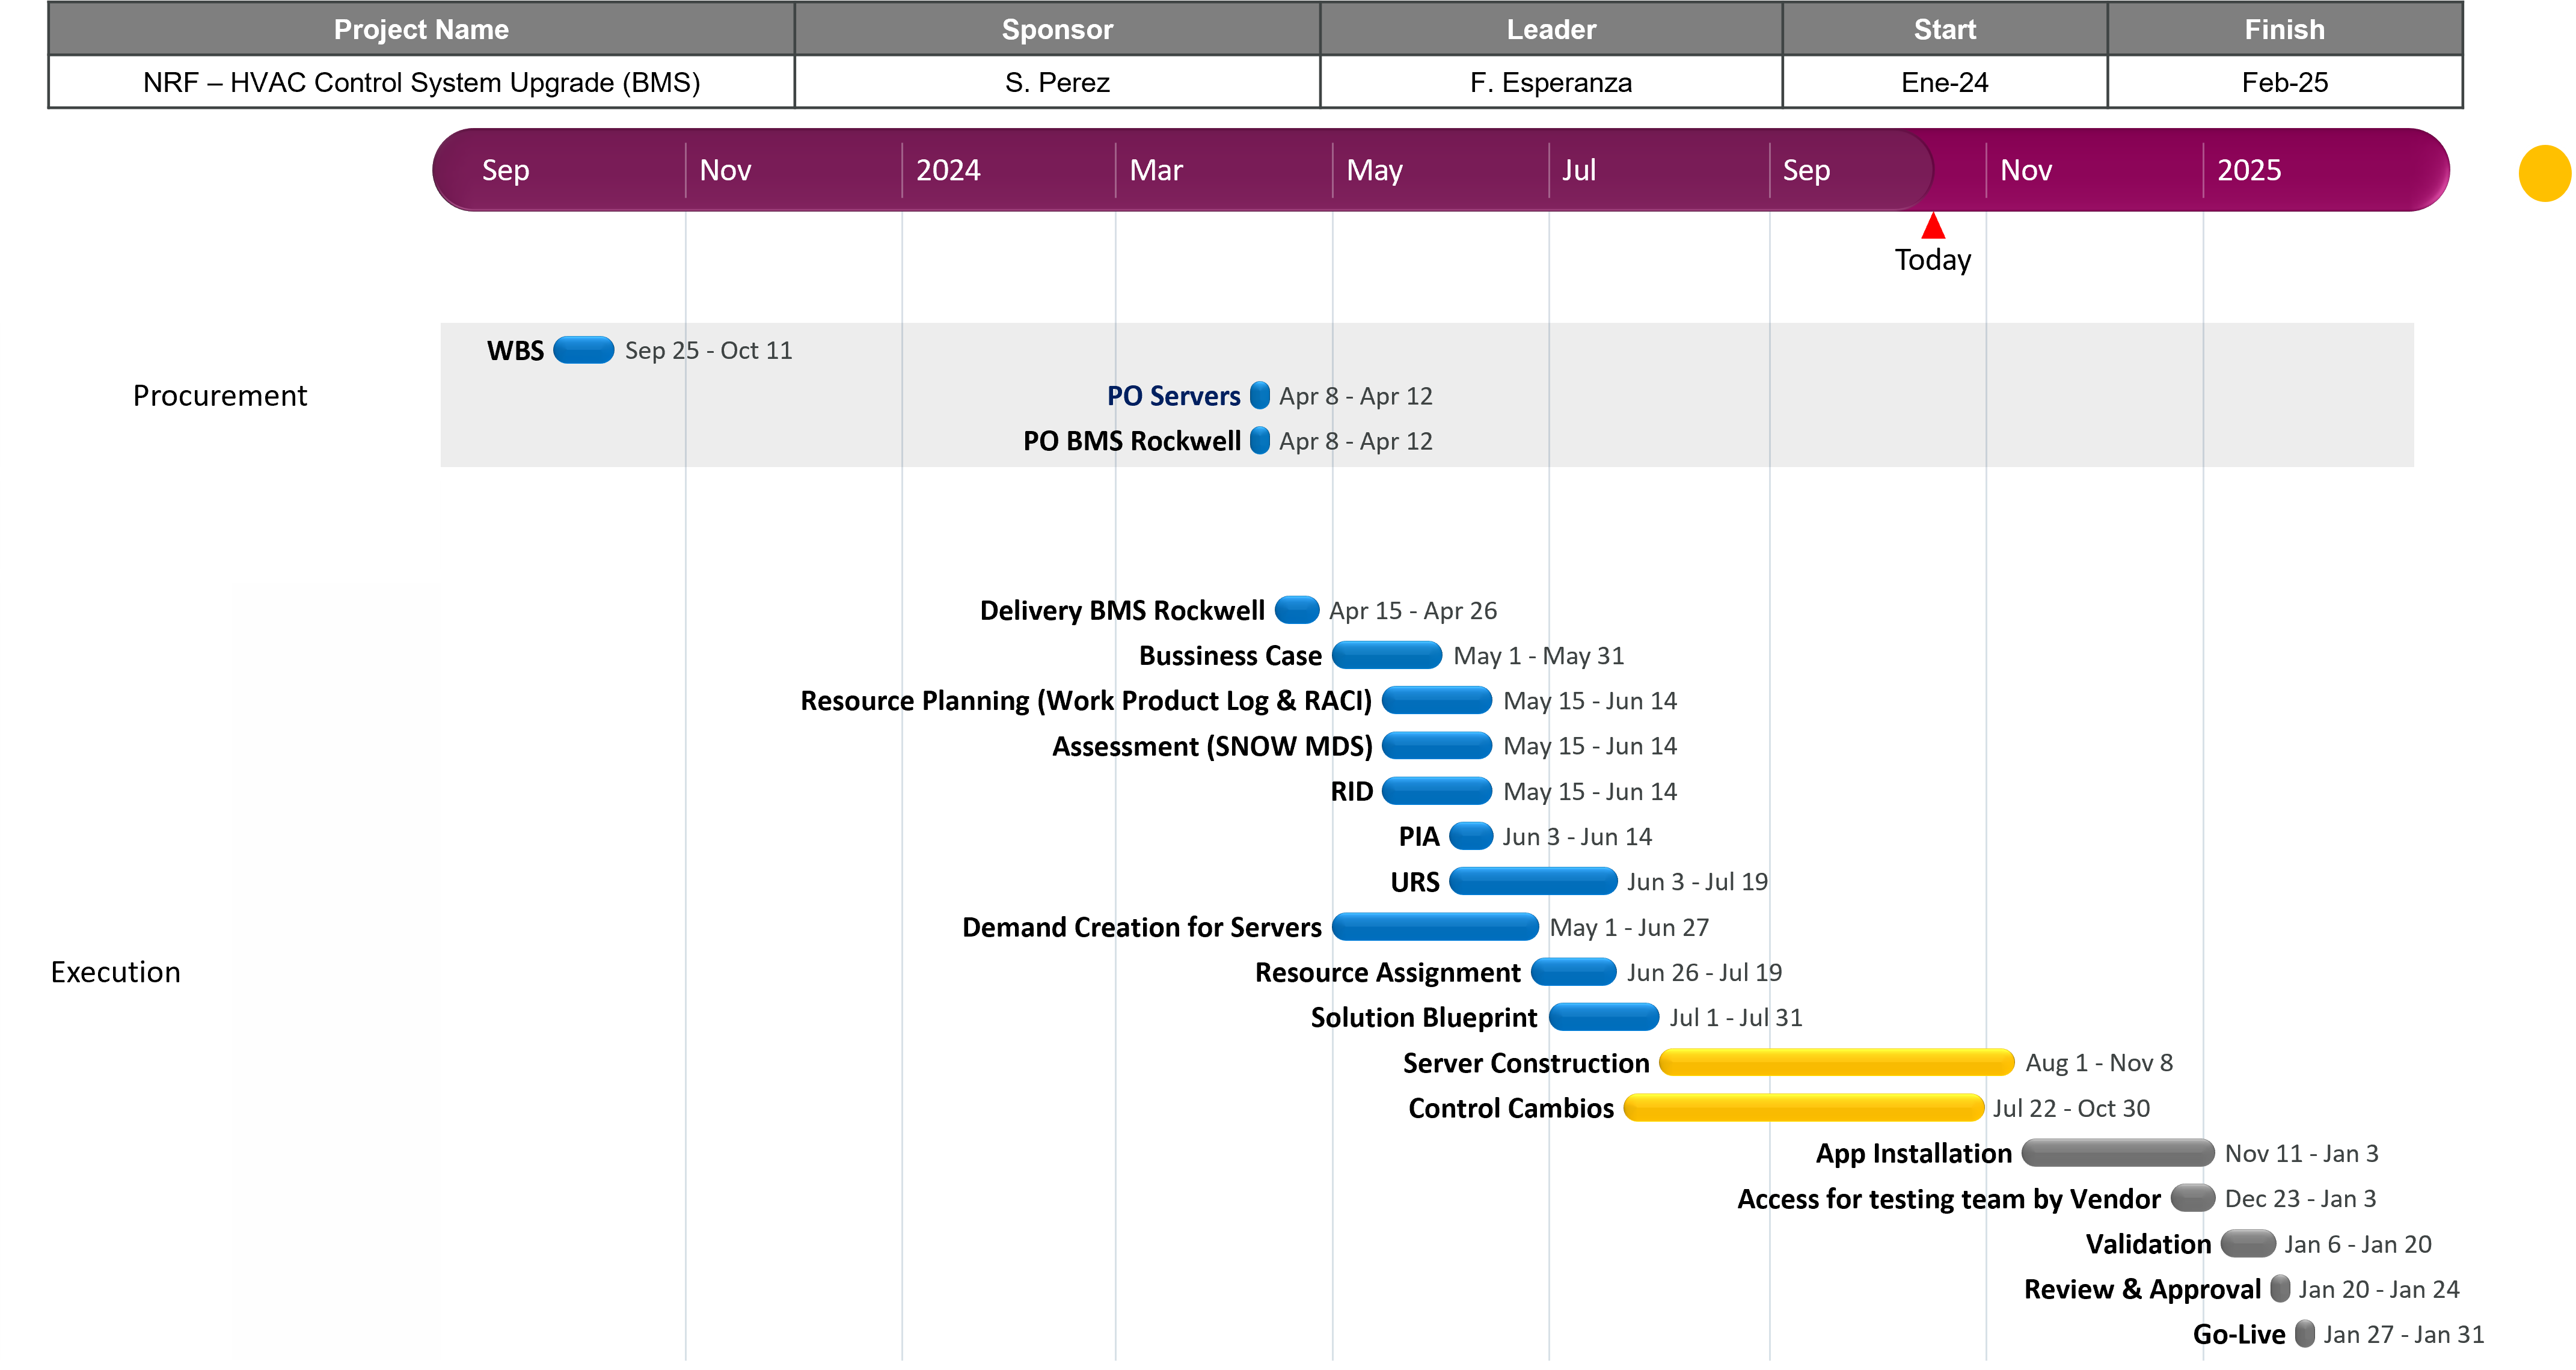 Project Name Sponsor Leader Start Finish
NRF – HVAC Control System Upgrade (BMS) S. Perez F. Esperanza Ene-24 Feb-25
Sep Nov 2024 Mar May Jul Sep Nov 2025
Today
WBS Sep 25 - Oct 11
Procurement
PO Servers Apr 8 - Apr 12
PO BMS Rockwell Apr 8 - Apr 12
Delivery BMS Rockwell Apr 15 - Apr 26
Bussiness Case May 1 - May 31
Resource Planning (Work Product Log & RACI) May 15 - Jun 14
Assessment (SNOW MDS) May 15 - Jun 14
RID May 15 - Jun 14
PIA Jun 3 - Jun 14
URS Jun 3 - Jul 19
Demand Creation for Servers May 1 - Jun 27
Execution
Resource Assignment Jun 26 - Jul 19
Solution Blueprint Jul 1 - Jul 31
Server Construction Aug 1 - Nov 8
Control Cambios Jul 22 - Oct 30
App Installation Nov 11 - Jan 3
Access for testing team by Vendor Dec 23 - Jan 3
Validation Jan 6 - Jan 20
Review & Approval Jan 20 - Jan 24
Go-Live Jan 27 - Jan 31